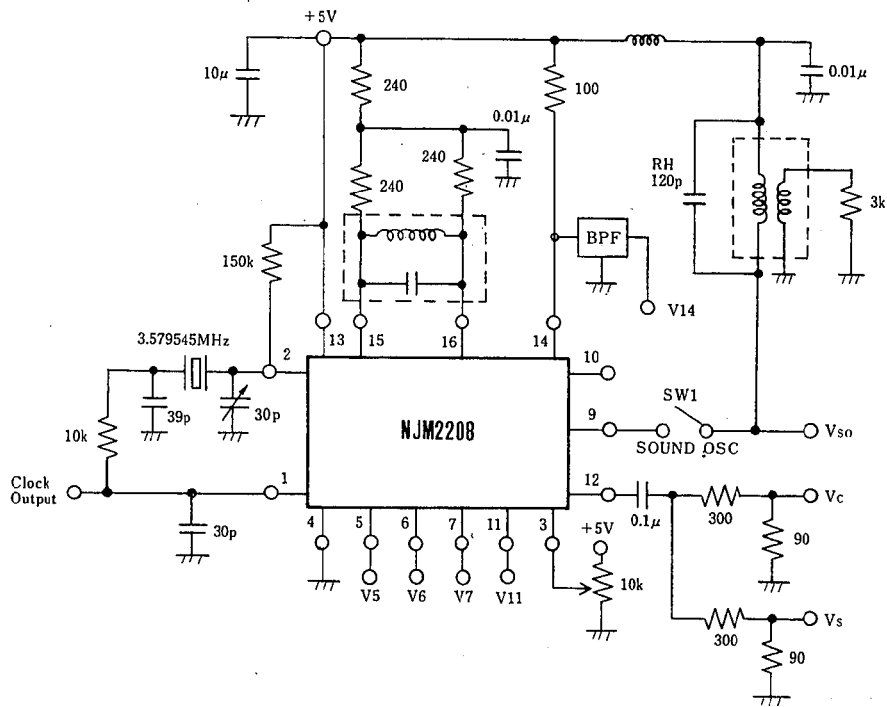 +5V
10μ
240
100
0.01μ
0.01μ
240
240
RH
120p
3k
150k
BPF
V14
3.579545MHz
2
13
15
16
14
10
39p
30p
NJM2208
9
SW1
Vso
SOUND OSC
10k
Clock
Output
1
12
0.1μ
300
Vc
30p
4
5
6
7
11
3
+5V
90
10k
V5
V6
V7
V11
300
Vs
90